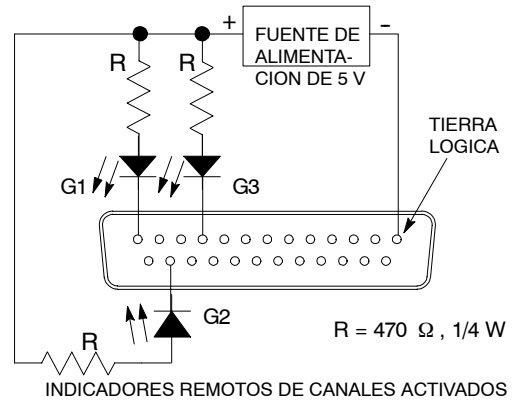 +
FUENTE DE
-
ALIMENTA-
CION DE 5 V
R
R
TIERRA
LOGICA
G1
G3
G2
R
R = 470 Ω , 1/4 W
INDICADORES REMOTOS DE CANALES ACTIVADOS